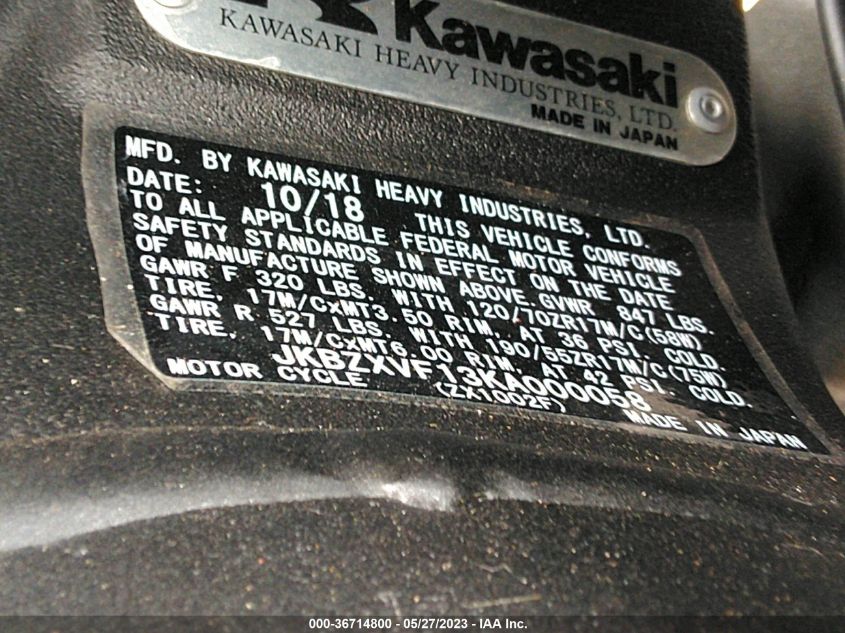 Kawasaki
KAWASAKI HEAVY INDUSTRIES, LTD.
MADE IN JAPAN
MFD. BY KAWASAKI HEAVY INDUSTRIES, LTD.
DATE: 10/18 THIS VEHICLE CONFORMS
TO ALL APPLICABLE FEDERAL MOTOR VEHICLE
SAFETY STANDARDS IN EFFECT ON THE DATE
OF MANUFACTURE SHOWN ABOVE. GVWR 847 LBS.
GAWR F 320 LBS. WITH 120/70ZR17M/C(58W)
TIRE, 17M/CxMT3.50 RIM, AT 36 PSI. COLD.
GAWR R 527 LBS. WITH 190/55ZR17M/C(75W)
TIRE, 17M/CxMT6.00 RIM, AT 42 PSI. COLD.
JKBZXVF13KA000058
MOTOR CYCLE (ZX1002F) MADE IN JAPAN
000-36714800 - 05/27/2023 - IAA Inc.